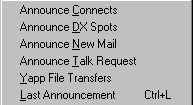 Announce Connects
Announce DX Spots
Announce New Mail
Announce Talk Request
Yapp File Transfers
Last Announcement Ctrl+L